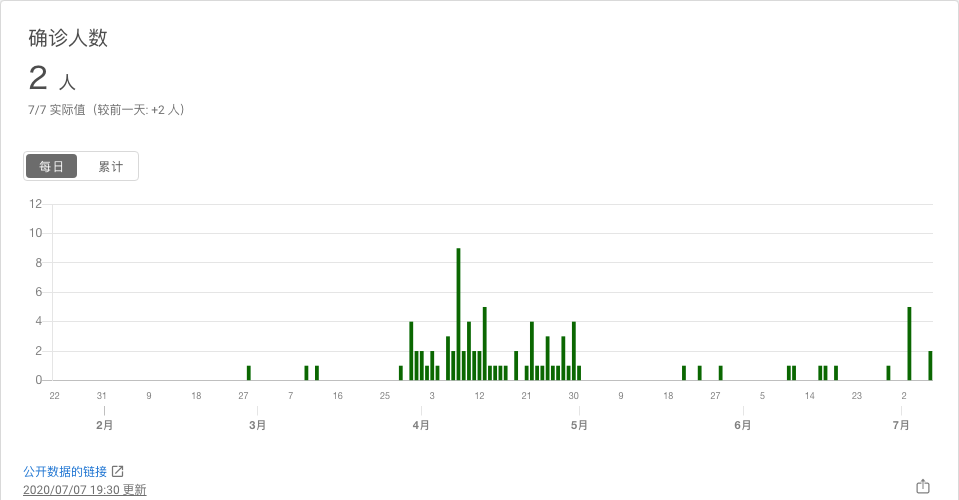 确诊人数
2 人
7/7 实际值（较前一天: +2 人）
每日 累计
12
10
8
6
4
2
0
22 31 9 18 27 7 16 25 3 12 21 30 9 18 27 5 14 23 2
2月 3月 4月 5月 6月 7月
公开数据的链接
2020/07/07 19:30 更新